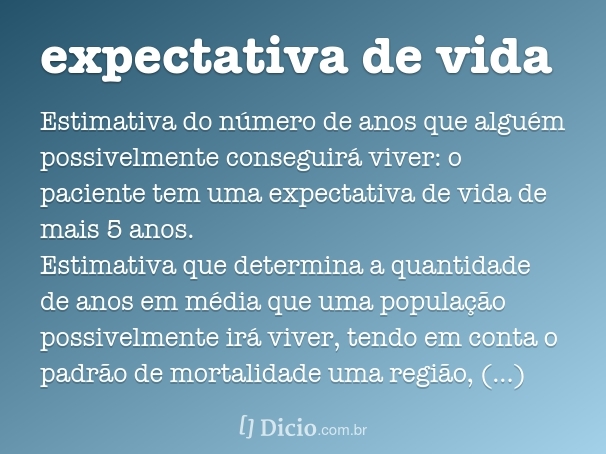 expectativa de vida
Estimativa do número de anos que alguém
possivelmente conseguirá viver: o
paciente tem uma expectativa de vida de
mais 5 anos.
Estimativa que determina a quantidade
de anos em média que uma população
possivelmente irá viver, tendo em conta o
padrão de mortalidade uma região, (...)
[] Dicio.com.br